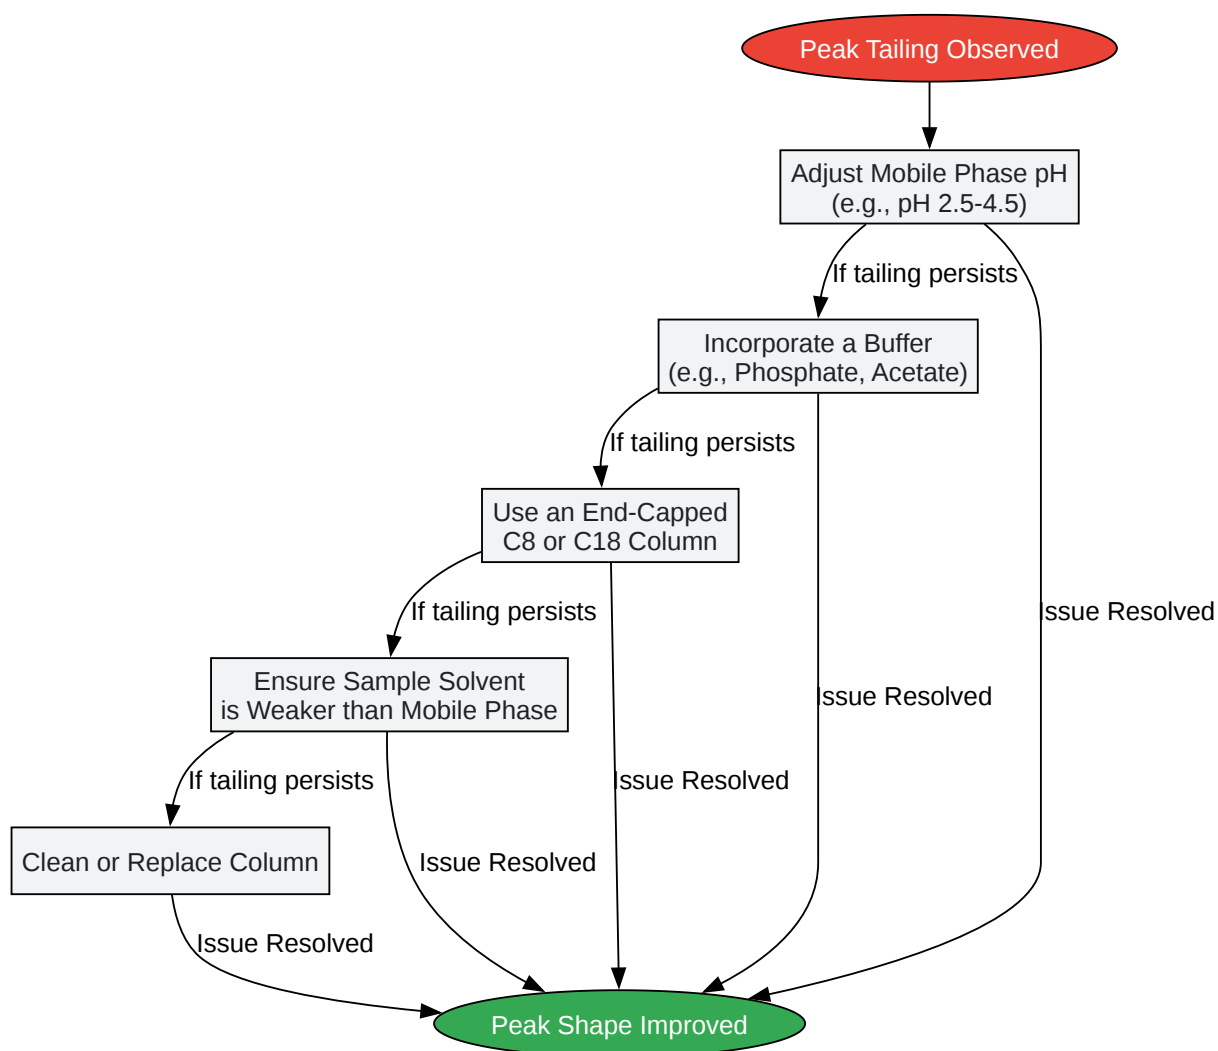 Peak Tailing Observed
Adjust Mobile Phase pH
(e.g., pH 2.5-4.5)
If tailing persists
Incorporate a Buffer
(e.g., Phosphate, Acetate)
If tailing persists
Use an End-Capped
C8 or C18 Column
If tailing persists
Issue Resolved
Ensure Sample Solvent
is Weaker than Mobile Phase
Issue Resolved
If tailing persists
Issue Resolved
Clean or Replace Column
Issue Resolved
Issue Resolved
Peak Shape Improved